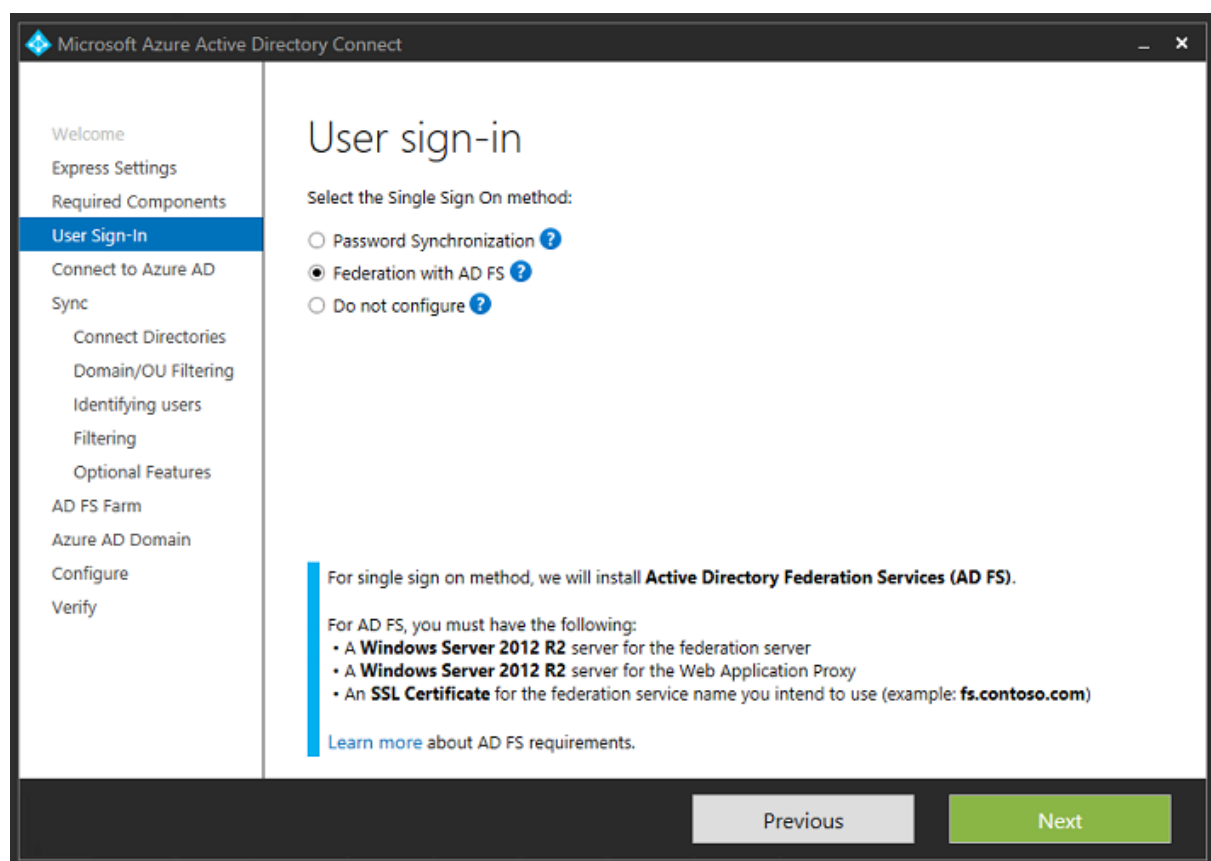 Microsoft Azure Active Directory Connect
Welcome
Express Settings
Required Components
User Sign-In
Connect to Azure AD
Sync
Connect Directories
Domain/OU Filtering
Identifying users
Filtering
Optional Features
AD FS Farm
Azure AD Domain
Configure
Verify
User sign-in
Select the Single Sign On method:
Password Synchronization ?
Federation with AD FS ?
Do not configure ?
For single sign on method, we will install Active Directory Federation Services (AD FS).
For AD FS, you must have the following:
• A Windows Server 2012 R2 server for the federation server
• A Windows Server 2012 R2 server for the Web Application Proxy
• An SSL Certificate for the federation service name you intend to use (example: fs.contoso.com)
Learn more about AD FS requirements.
Previous
Next